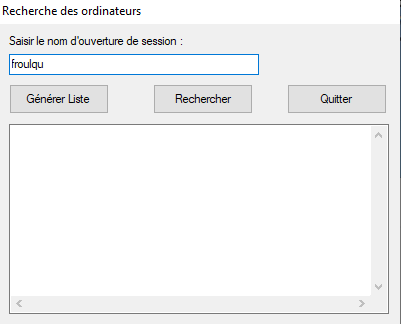 Recherche des ordinateurs
Saisir le nom d'ouverture de session :
froulqu
Générer Liste
Rechercher
Quitter